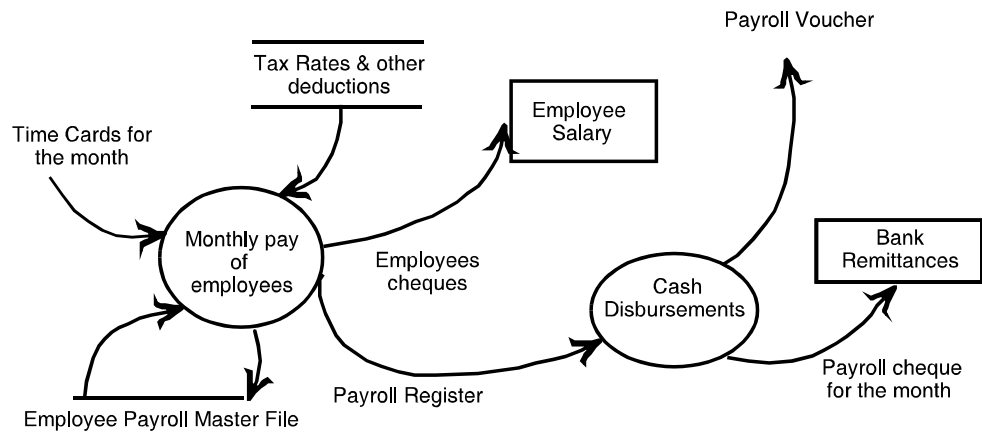 Payroll Voucher
Tax Rates & other
deductions
Employee
Salary
Time Cards for
the month
Monthly pay
of
employees
Employees
cheques
Bank
Remittances
Cash
Disbursements
Payroll cheque
for the month
Payroll Register
Employee Payroll Master File